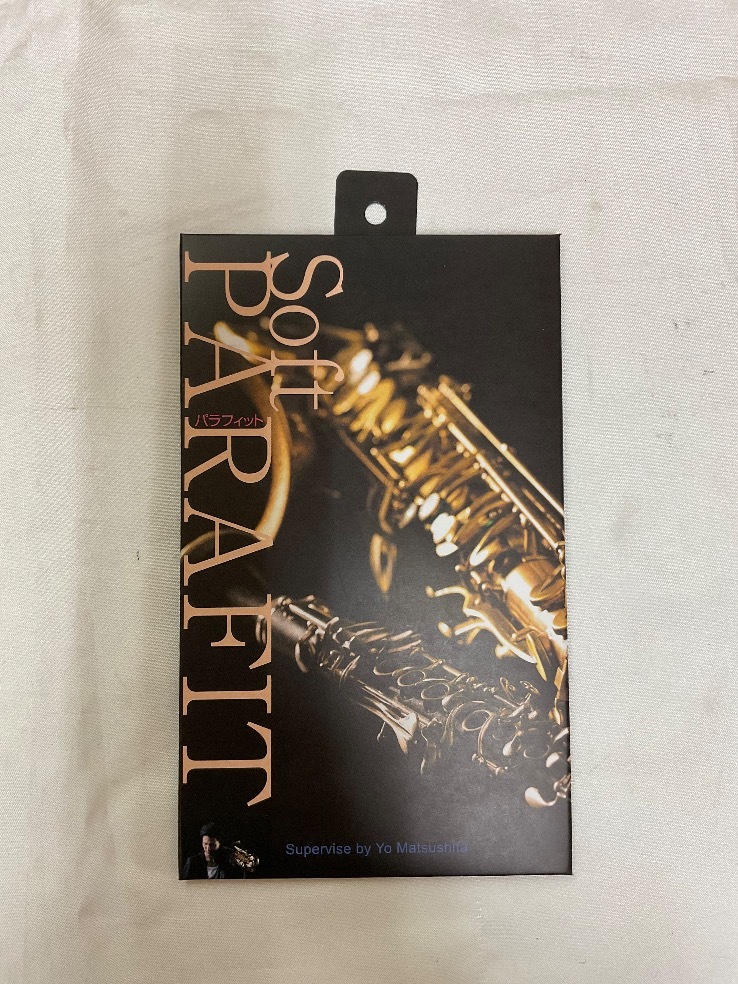 Soft
PARAFIT
パラフィット
Supervise by Yo Matsushita